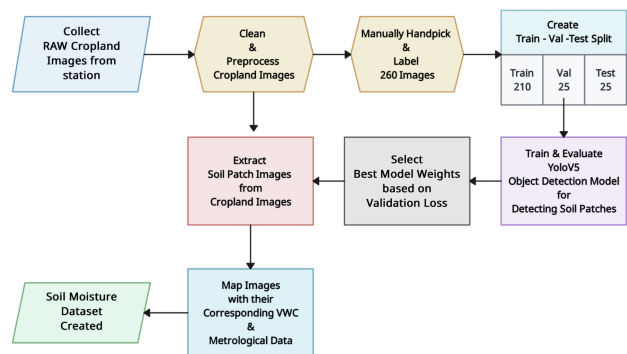 Collect
RAW Cropland
Images from
station
Clean
&
Preprocess
Cropland Images
Manually Handpick
&
Label
260 Images
Create
Train - Val -Test Split
Train
210
Val
25
Test
25
Extract
Soil Patch Images
from
Cropland Images
Select
Best Model Weights
based on
Validation Loss
Train & Evaluate
YoloV5
Object Detection Model
for
Detecting Soil Patches
Soil Moisture
Dataset
Created
Map Images
with their
Corresponding VWC
&
Metrological Data